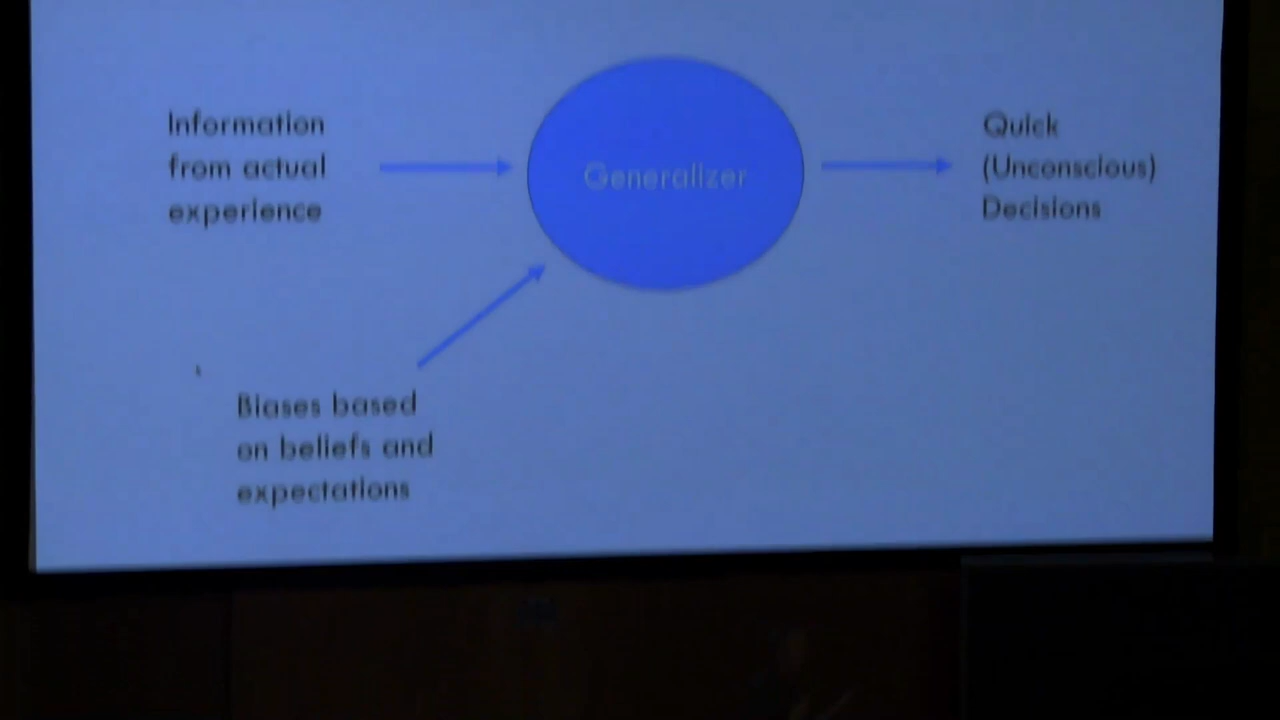 Information
from actual
experience
Generalizer
Quick
(Unconscious)
Decisions
Biases based
on beliefs and
expectations